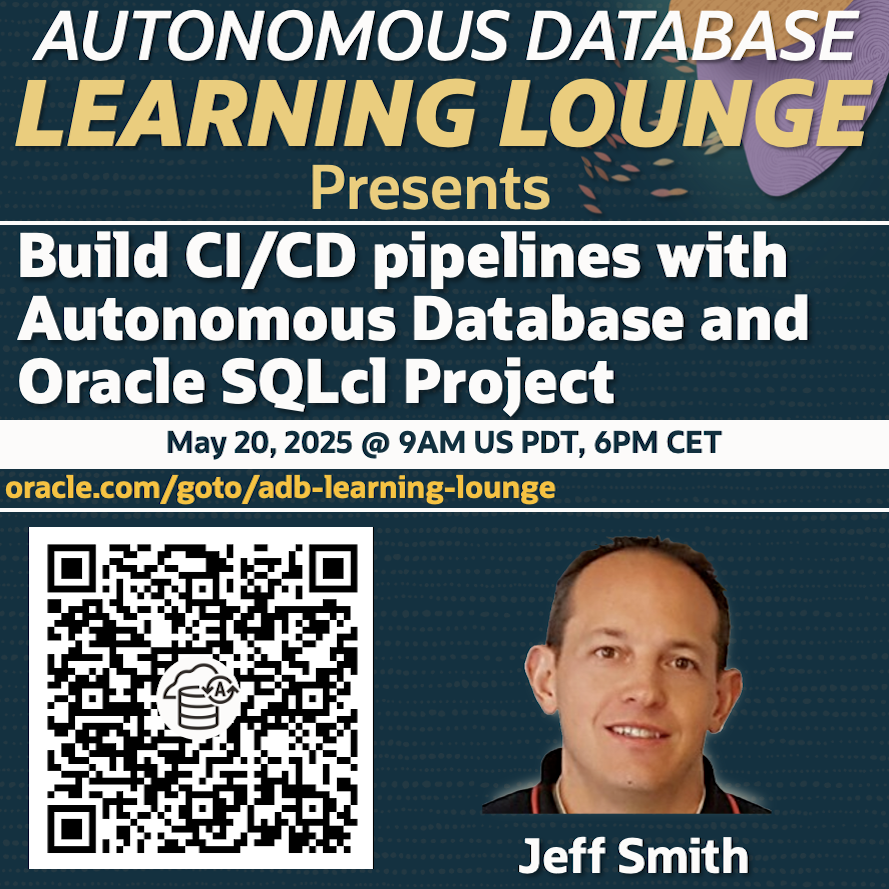 AUTONOMOUS DATABASE
LEARNING LOUNGE
Presents
Build CI/CD pipelines with
Autonomous Database and
Oracle SQLcl Project
May 20, 2025 @ 9AM US PDT, 6PM CET
oracle.com/goto/adb-learning-lounge
A
Jeff Smith